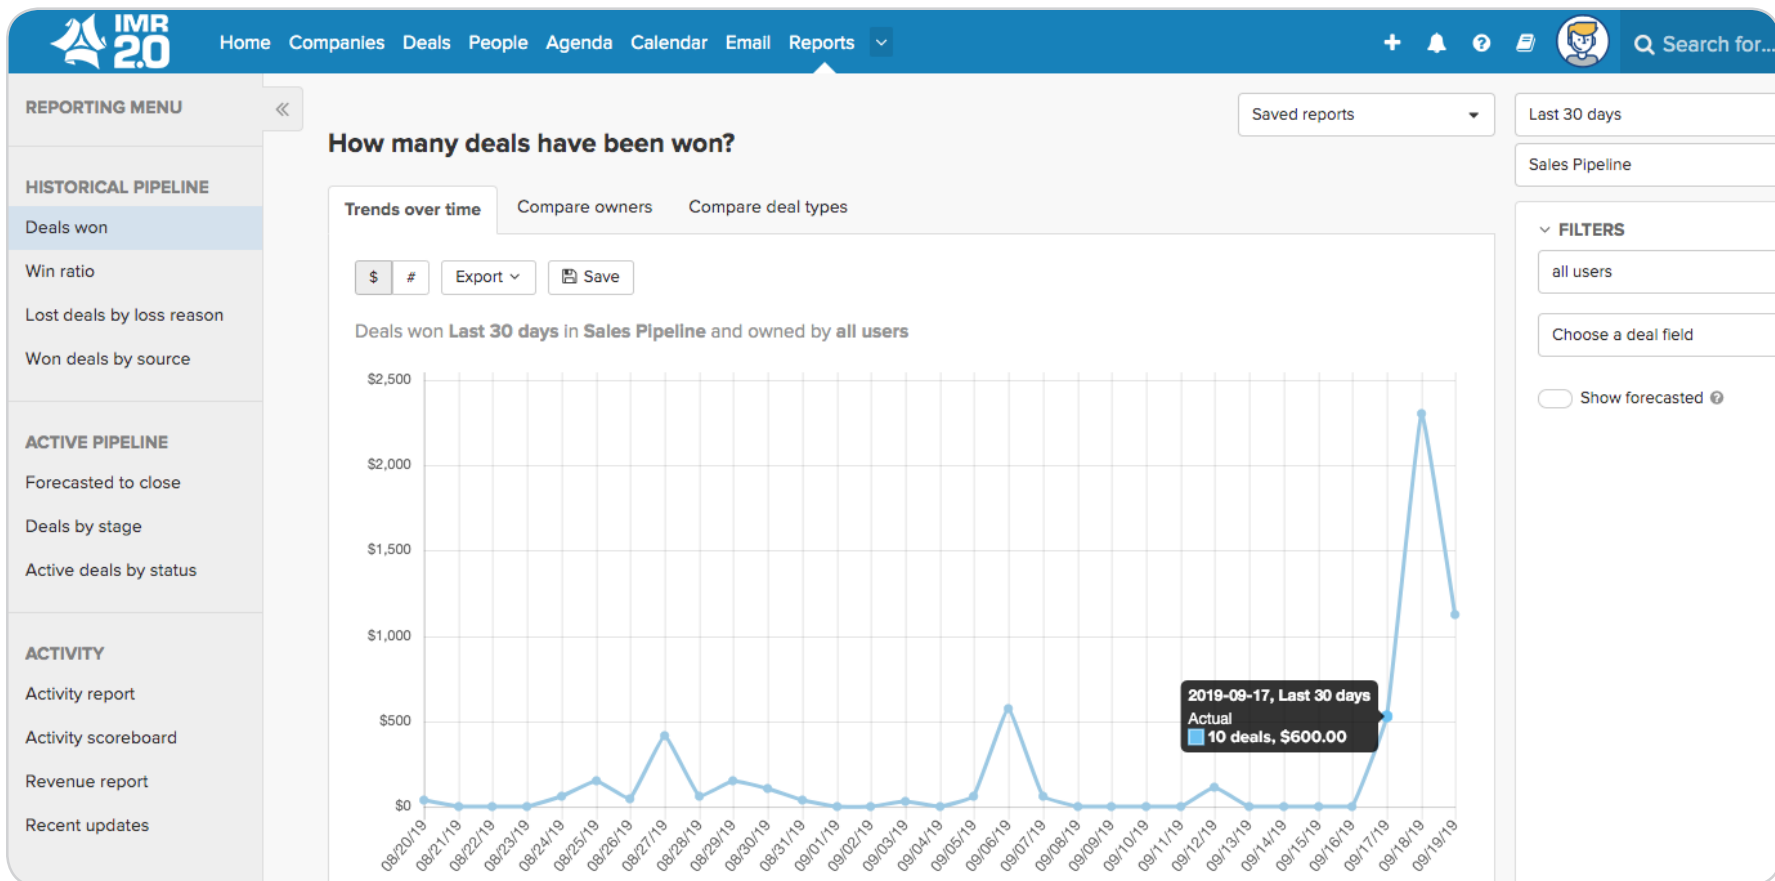 IMR
2.0
Home Companies Deals People Agenda Calendar Email Reports
Search for...
REPORTING MENU
HISTORICAL PIPELINE
Deals won
Win ratio
Lost deals by loss reason
Won deals by source
ACTIVE PIPELINE
Forecasted to close
Deals by stage
Active deals by status
ACTIVITY
Activity report
Activity scoreboard
Revenue report
Recent updates
Saved reports
How many deals have been won?
Trends over time Compare owners Compare deal types
$ # Export Save
Deals won Last 30 days in Sales Pipeline and owned by all users
$2,500
$2,000
$1,500
$1,000
$500
$0
2019-09-17, Last 30 days
Actual
10 deals, $600.00
08/20/19 08/21/19 08/22/19 08/23/19 08/24/19 08/25/19 08/26/19 08/27/19 08/28/19 08/29/19 08/30/19 08/31/19 09/01/19 09/02/19 09/03/19 09/04/19 09/05/19 09/06/19 09/07/19 09/08/19 09/09/19 09/10/19 09/11/19 09/12/19 09/13/19 09/14/19 09/15/19 09/16/19 09/17/19 09/18/19 09/19/19
Last 30 days
Sales Pipeline
FILTERS
all users
Choose a deal field
Show forecasted